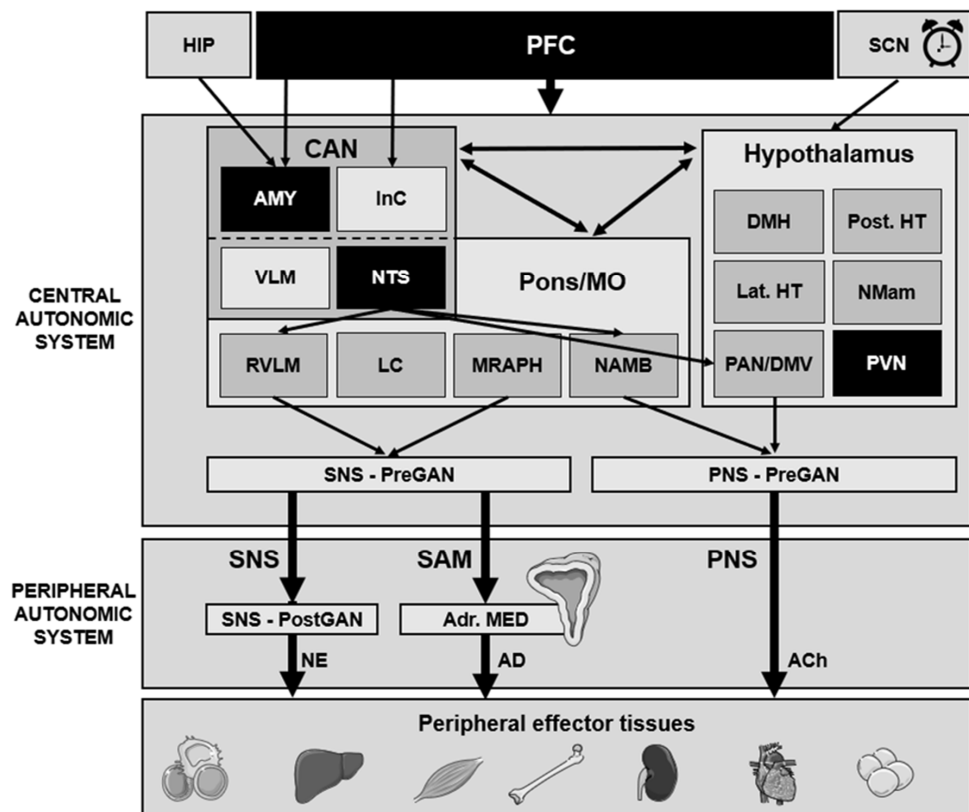 HIP
PFC
SCN
CAN
Hypothalamus
AMY
InC
DMH
Post. HT
VLM
NTS
Pons/MO
Lat. HT
NMam
CENTRAL
AUTONOMIC
SYSTEM
RVLM
LC
MRAPH
NAMB
PAN/DMV
PVN
SNS - PreGAN
PNS - PreGAN
SNS
SAM
PNS
PERIPHERAL
AUTONOMIC
SYSTEM
SNS - PostGAN
Adr. MED
NE
AD
ACh
Peripheral effector tissues